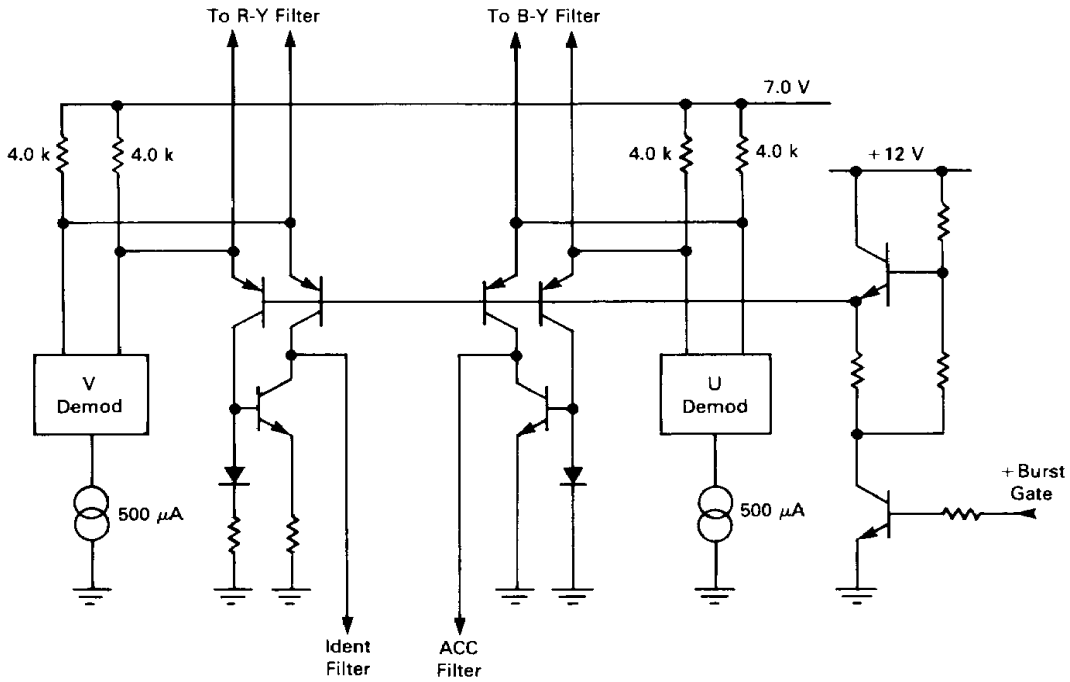 To R-Y Filter
To B-Y Filter
7.0 V
4.0 k
4.0 k
4.0 k
4.0 k
+12 V
V
Demod
U
Demod
+Burst
Gate
500 μA
500 μA
Ident
Filter
ACC
Filter